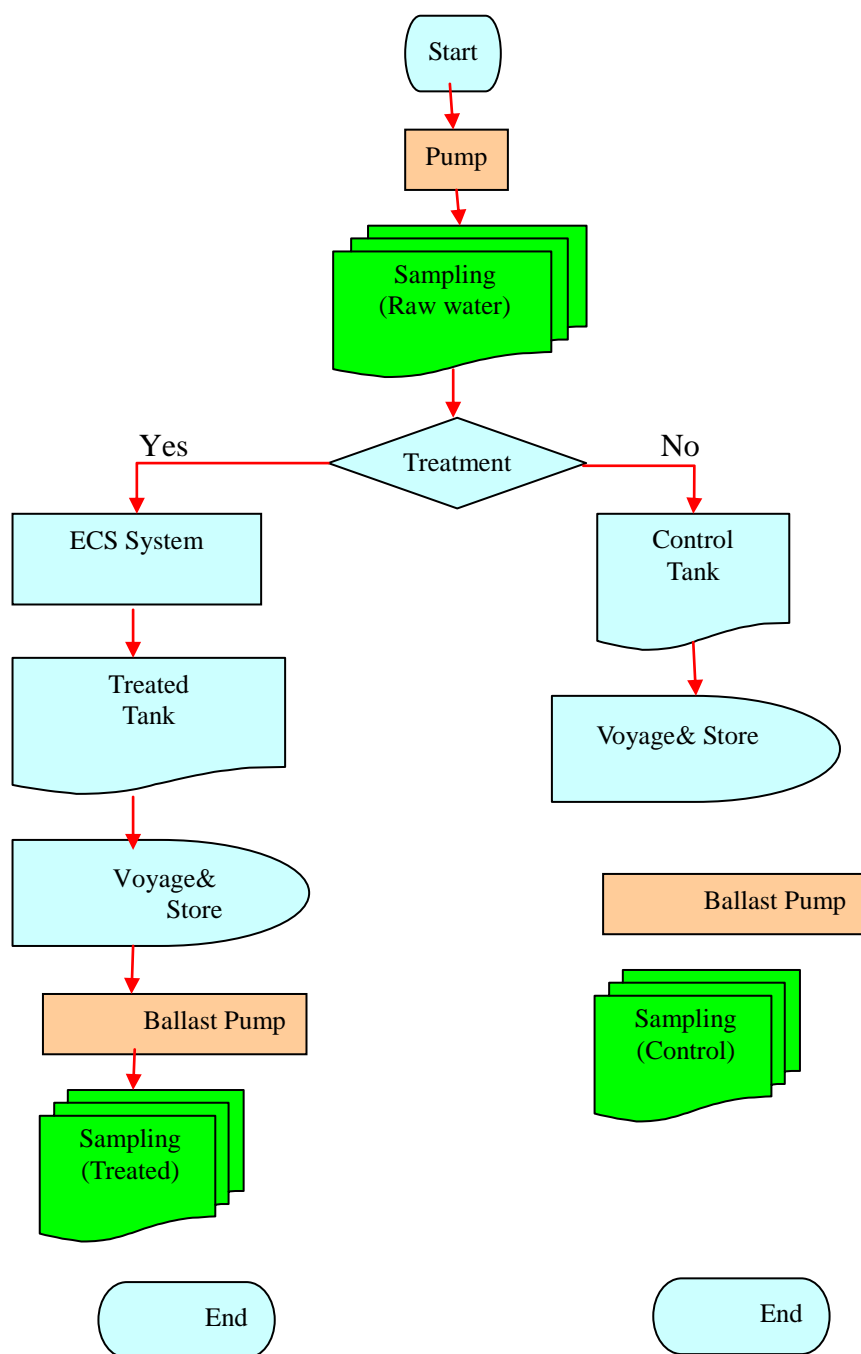 Start
Pump
Sampling
(Raw water)
Treatment
Yes
No
ECS System
Treated
Tank
Voyage&
Store
Ballast Pump
Sampling
(Treated)
End
Control
Tank
Voyage& Store
Ballast Pump
Sampling
(Control)
End